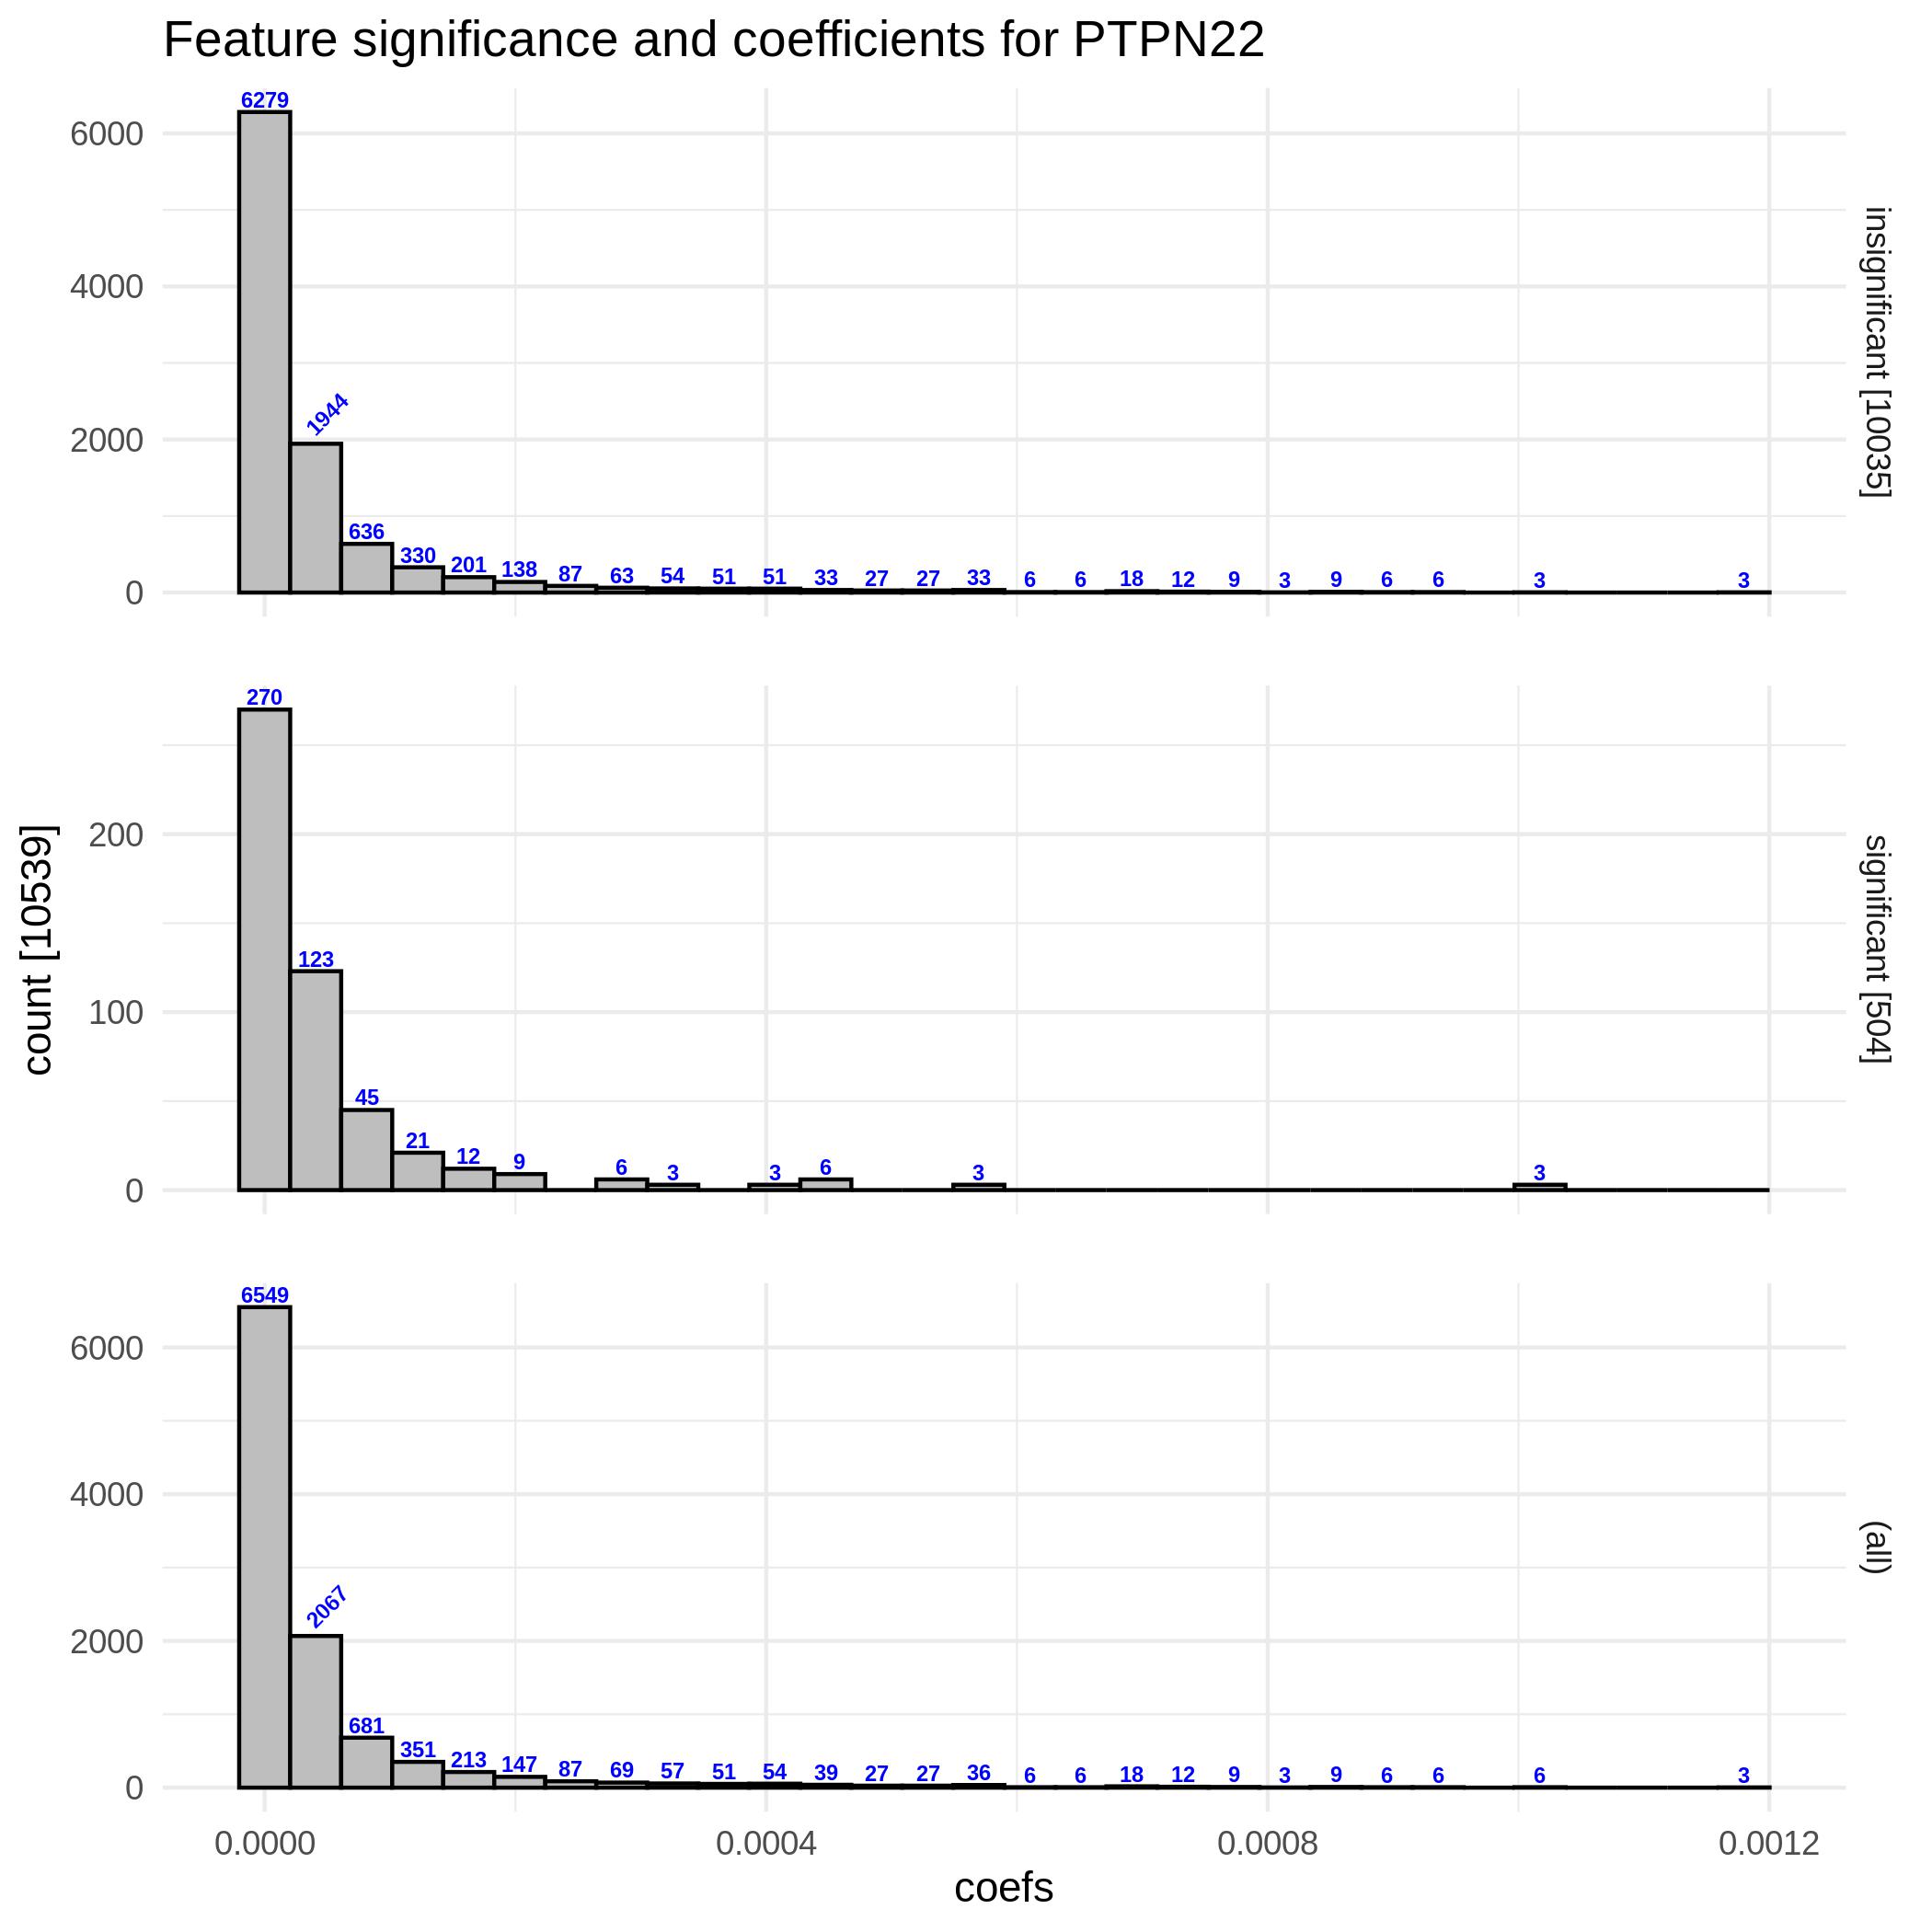 Feature significance and coefficients for PTPN22
6279
1944
636 330 201 138 87 63 54 51 51 33 27 27 33 6 6 18 12 9 3 9 6 6 3 3
6000
4000
2000
0
insignificant [10035]
270
123
45
21 12 9 6 3 3 6 3 3
200
100
0
significant [504]
count [10539]
6549
2067
681 351 213 147 87 69 57 51 54 39 27 27 36 6 6 18 12 9 3 9 6 6 6 3
6000
4000
2000
0
(all)
0.0000 0.0004 0.0008 0.0012
coefs